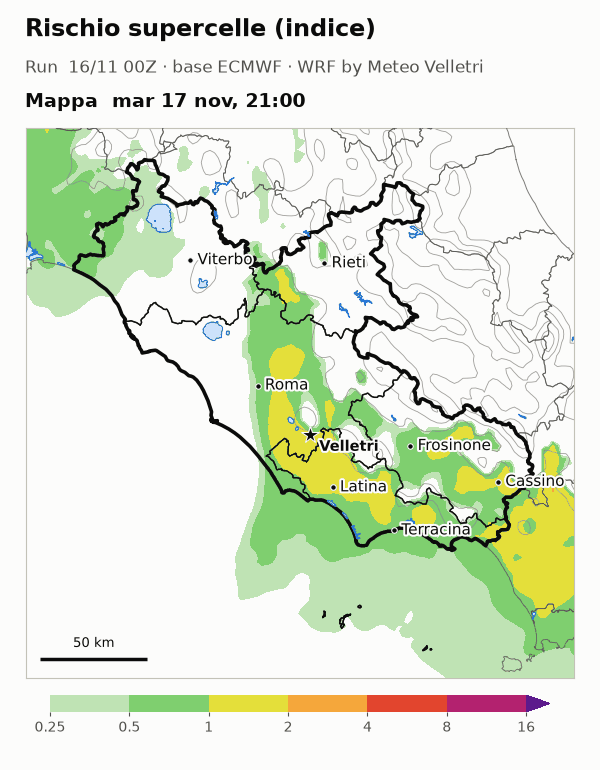 Rischio supercelle (indice)
Run  16/11 00Z · base ECMWF · WRF by Meteo Velletri
Mappa  mar 17 nov, 21:00
Viterbo
Rieti
Roma
Velletri
Frosinone
Latina
Cassino
Terracina
50 km
0.25 0.5 1 2 4 8 16